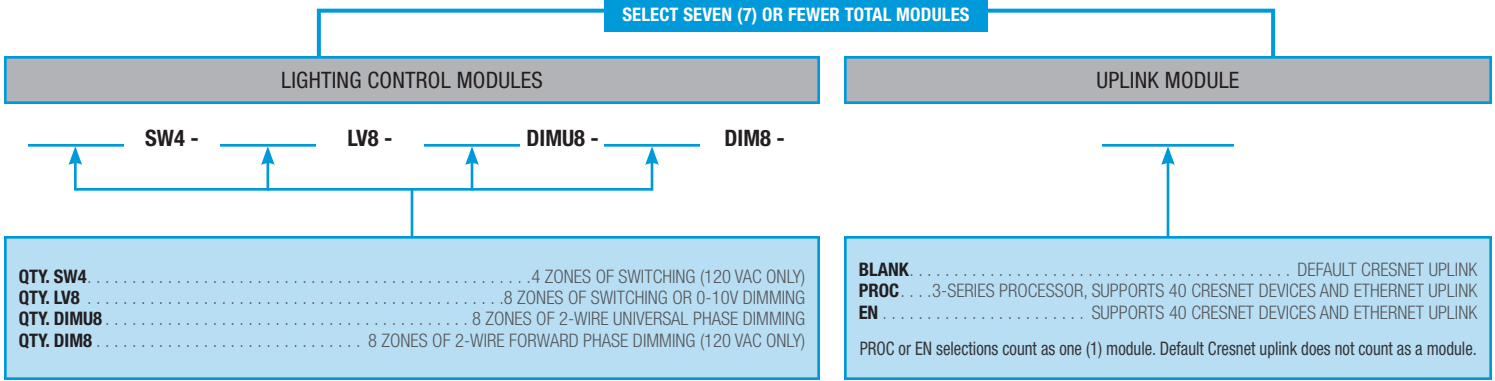 SELECT SEVEN (7) OR FEWER TOTAL MODULES
LIGHTING CONTROL MODULES
UPLINK MODULE
______ SW4 - ______ LV8 - ______ DIMU8 - ______ DIM8 -
QTY. SW4. . . . . . . . . . . . . . . . . . . . . . . . . . . . . . . . . . . . . . . . . . . . . . . 4 ZONES OF SWITCHING (120 VAC ONLY)
QTY. LV8 . . . . . . . . . . . . . . . . . . . . . . . . . . . . . . . . . . . . . . . . . . . 8 ZONES OF SWITCHING OR 0-10V DIMMING
QTY. DIMU8 . . . . . . . . . . . . . . . . . . . . . . . . . . . . . . . . . . . . . 8 ZONES OF 2-WIRE UNIVERSAL PHASE DIMMING
QTY. DIM8 . . . . . . . . . . . . . . . . . . . . . . . . . . . 8 ZONES OF 2-WIRE FORWARD PHASE DIMMING (120 VAC ONLY)
BLANK. . . . . . . . . . . . . . . . . . . . . . . . . . . . . . . . . . . . . . . . DEFAULT CRESNET UPLINK
PROC. . . . 3-SERIES PROCESSOR, SUPPORTS 40 CRESNET DEVICES AND ETHERNET UPLINK
EN . . . . . . . . . . . . . . . . . . . . . . . SUPPORTS 40 CRESNET DEVICES AND ETHERNET UPLINK
PROC or EN selections count as one (1) module. Default Cresnet uplink does not count as a module.